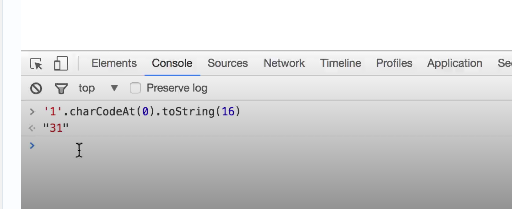 Elements Console Sources Network Timeline Profiles Application
top Preserve log
'1'.charCodeAt(0).toString(16)
"31"